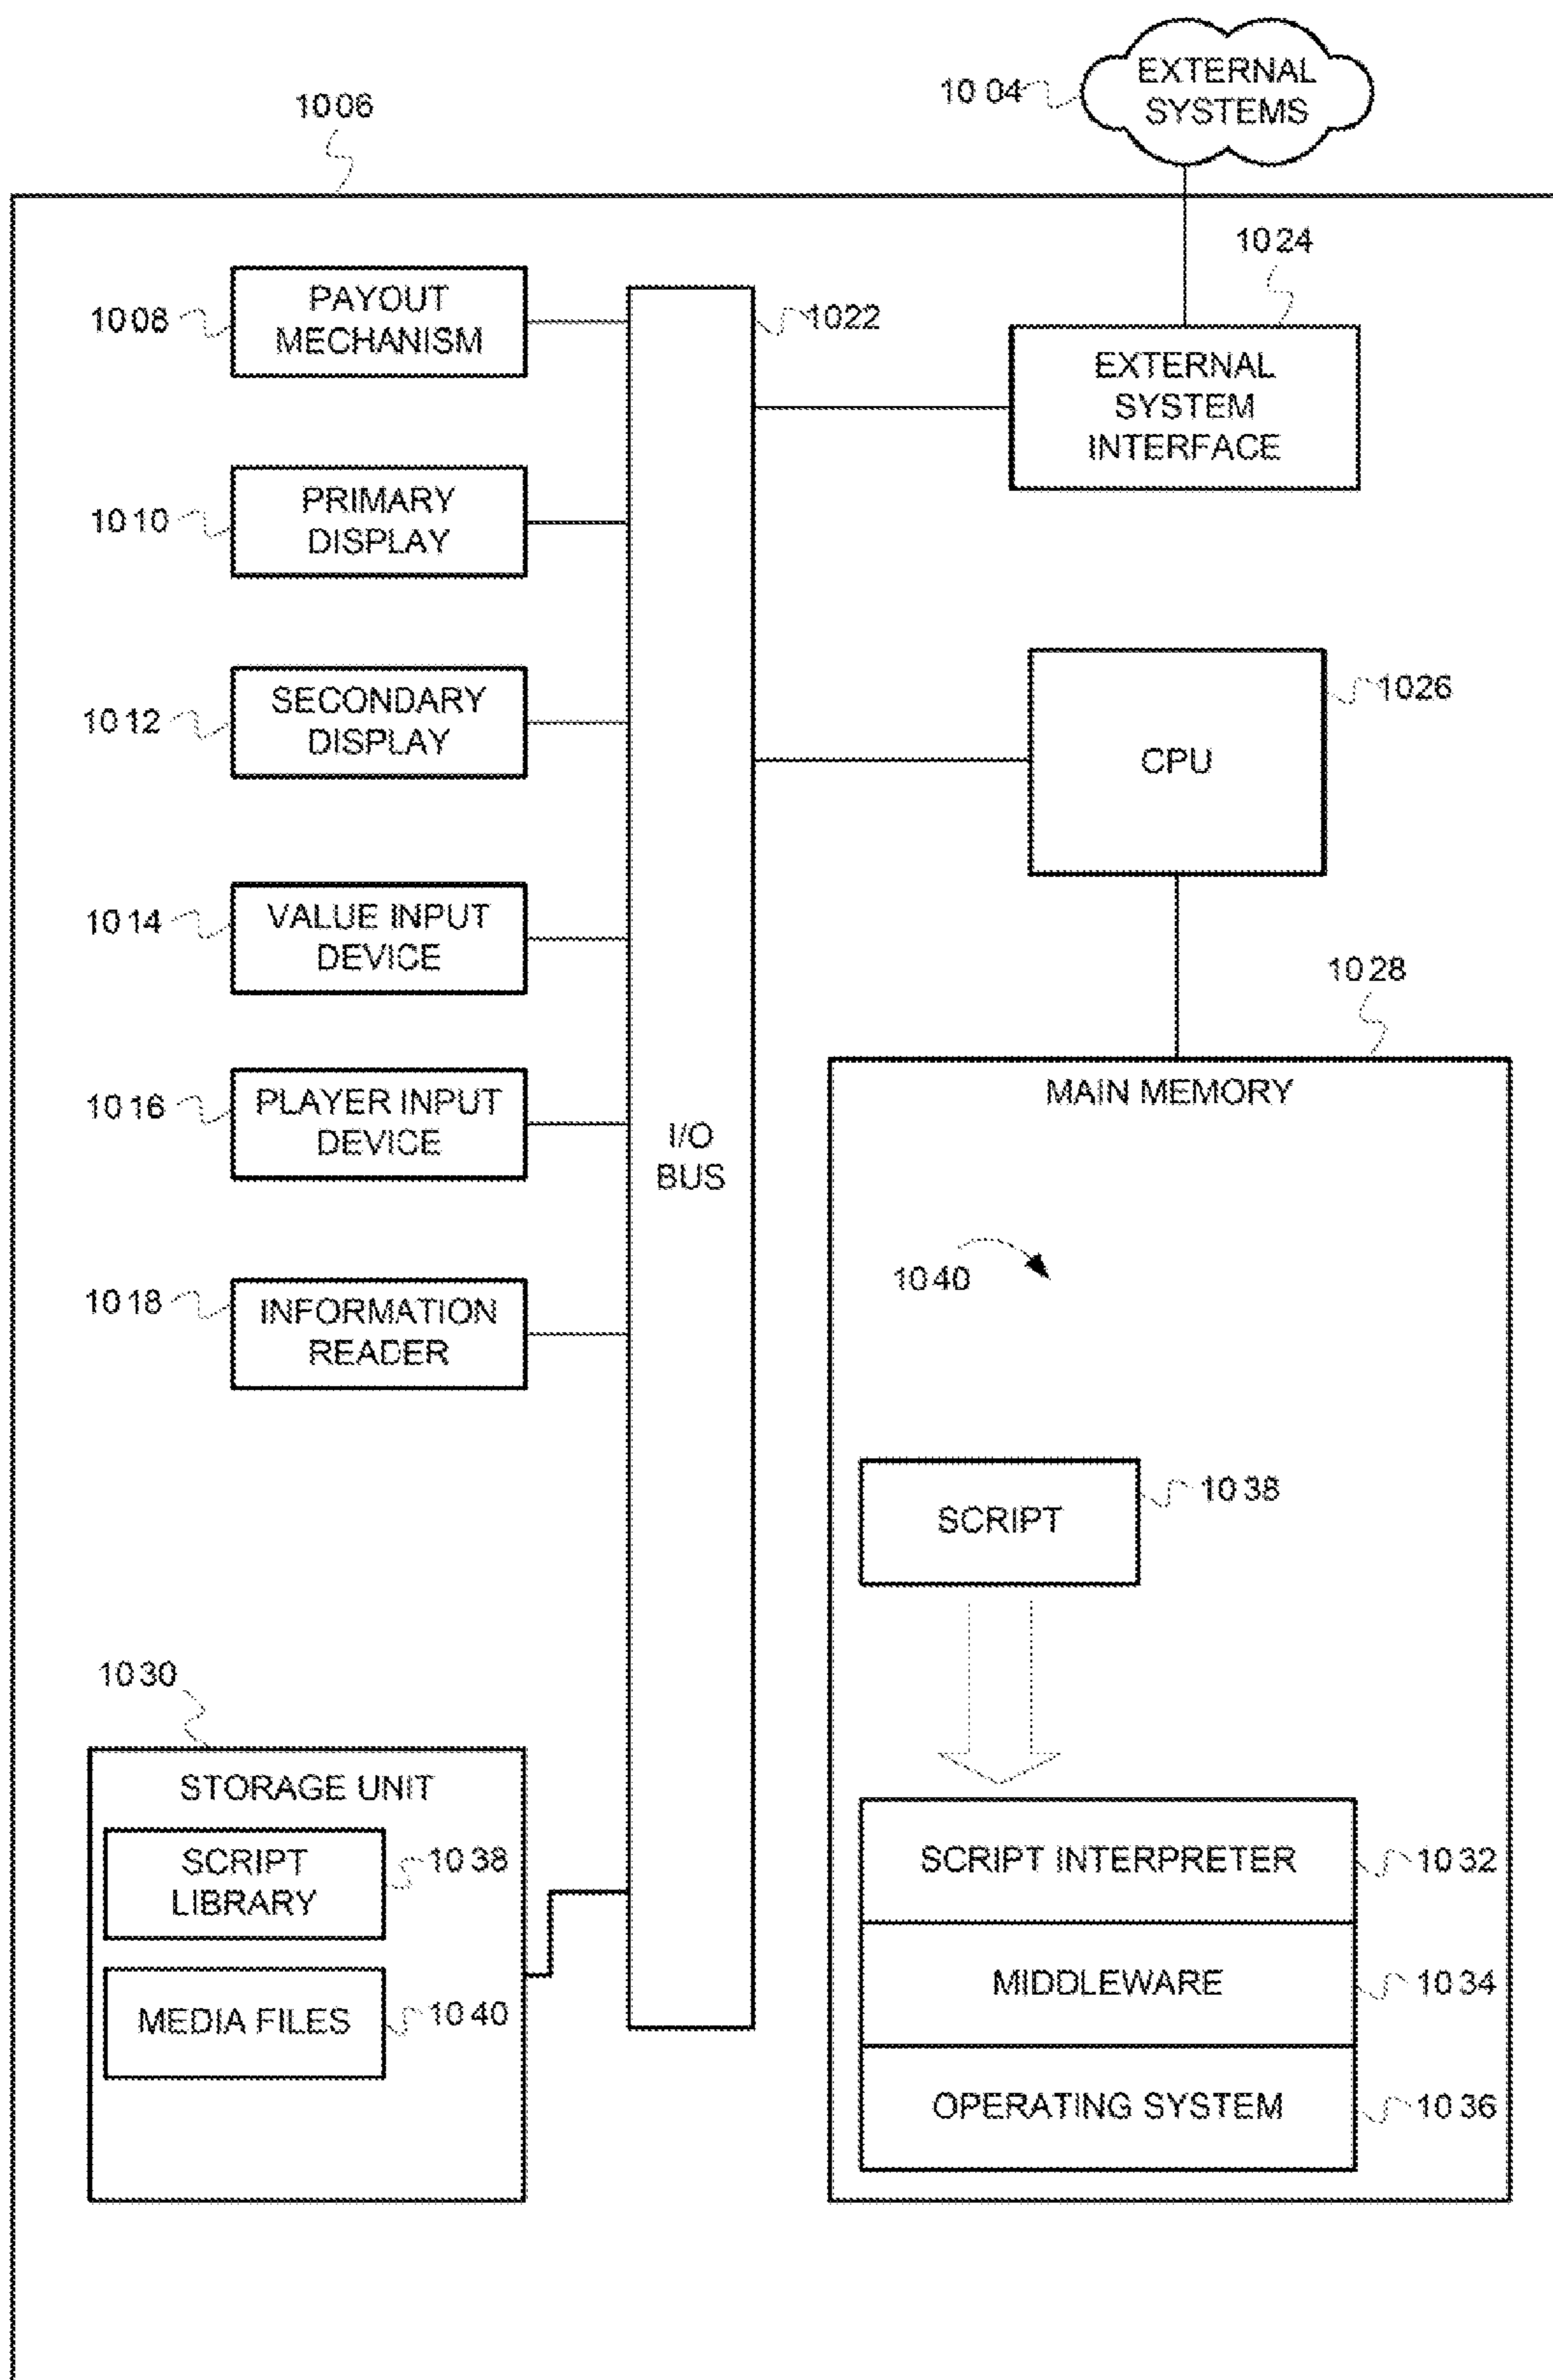 EXTERNAL
SYSTEMS
1004
1006
1024
PAYOUT
MECHANISM
1008
1022
EXTERNAL
SYSTEM
INTERFACE
PRIMARY
DISPLAY
1010
SECONDARY
DISPLAY
1012
1026
CPU
VALUE INPUT
DEVICE
1014
1028
MAIN MEMORY
PLAYER INPUT
DEVICE
1016
I/O
BUS
1040
INFORMATION
READER
1018
1038
SCRIPT
1030
STORAGE UNIT
SCRIPT
LIBRARY
1038
SCRIPT INTERPRETER
1032
MEDIA FILES
1040
MIDDLEWARE
1034
OPERATING SYSTEM
1036